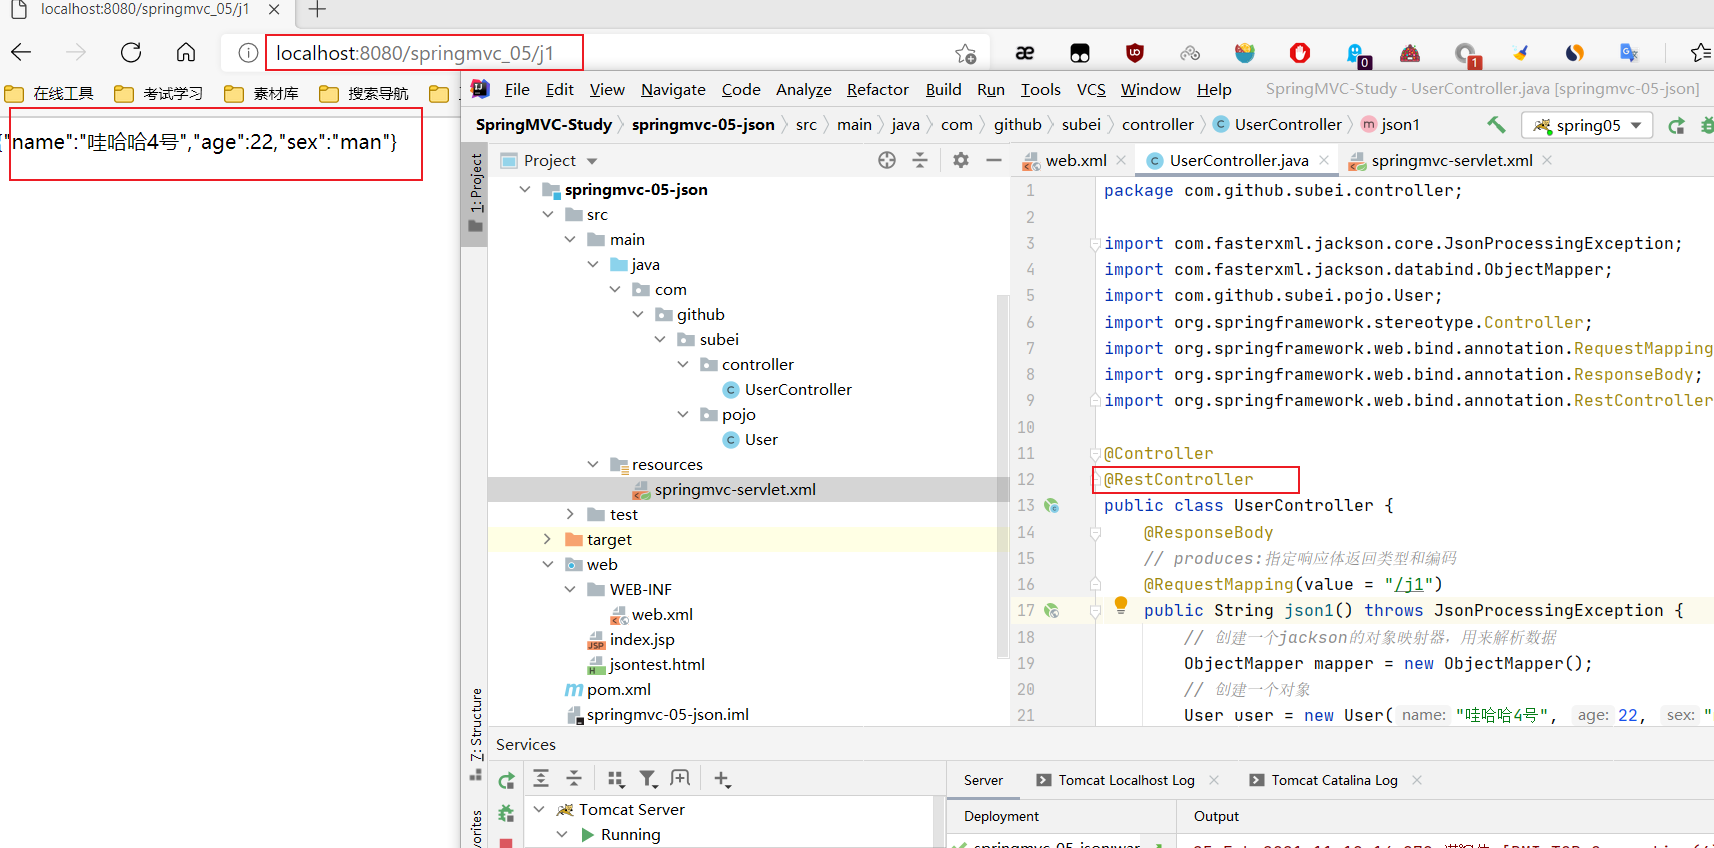 localhost:8080/springmvc_05/j1
localhost:8080/springmvc_05/j1
在线工具 考试学习 素材库 搜索导航
{"name":"哇哈哈4号","age":22,"sex":"man"}
File Edit View Navigate Code Analyze Refactor Build Run Tools VCS Window Help SpringMVC-Study - UserController.java [springmvc-05-json]
SpringMVC-Study springmvc-05-json src main java com github subei controller UserController json1 spring05
1: Project
Project
springmvc-05-json
src
main
java
com
github
subei
controller
UserController
pojo
User
resources
springmvc-servlet.xml
test
target
web
WEB-INF
web.xml
index.jsp
jsontest.html
pom.xml
springmvc-05-json.iml
web.xml UserController.java springmvc-servlet.xml
1 package com.github.subei.controller;
2
3 import com.fasterxml.jackson.core.JsonProcessingException;
4 import com.fasterxml.jackson.databind.ObjectMapper;
5 import com.github.subei.pojo.User;
6 import org.springframework.stereotype.Controller;
7 import org.springframework.web.bind.annotation.RequestMapping
8 import org.springframework.web.bind.annotation.ResponseBody;
9 import org.springframework.web.bind.annotation.RestController
10
11 @Controller
12 @RestController
13 public class UserController {
14 @ResponseBody
15 // produces:指定响应体返回类型和编码
16 @RequestMapping(value = "/j1")
17 public String json1() throws JsonProcessingException {
18 // 创建一个jackson的对象映射器，用来解析数据
19 ObjectMapper mapper = new ObjectMapper();
20 // 创建一个对象
21 User user = new User( name: "哇哈哈4号", age: 22, sex: "
7: Structure
Services
Server Tomcat Localhost Log Tomcat Catalina Log
Tomcat Server
Running
Deployment Output